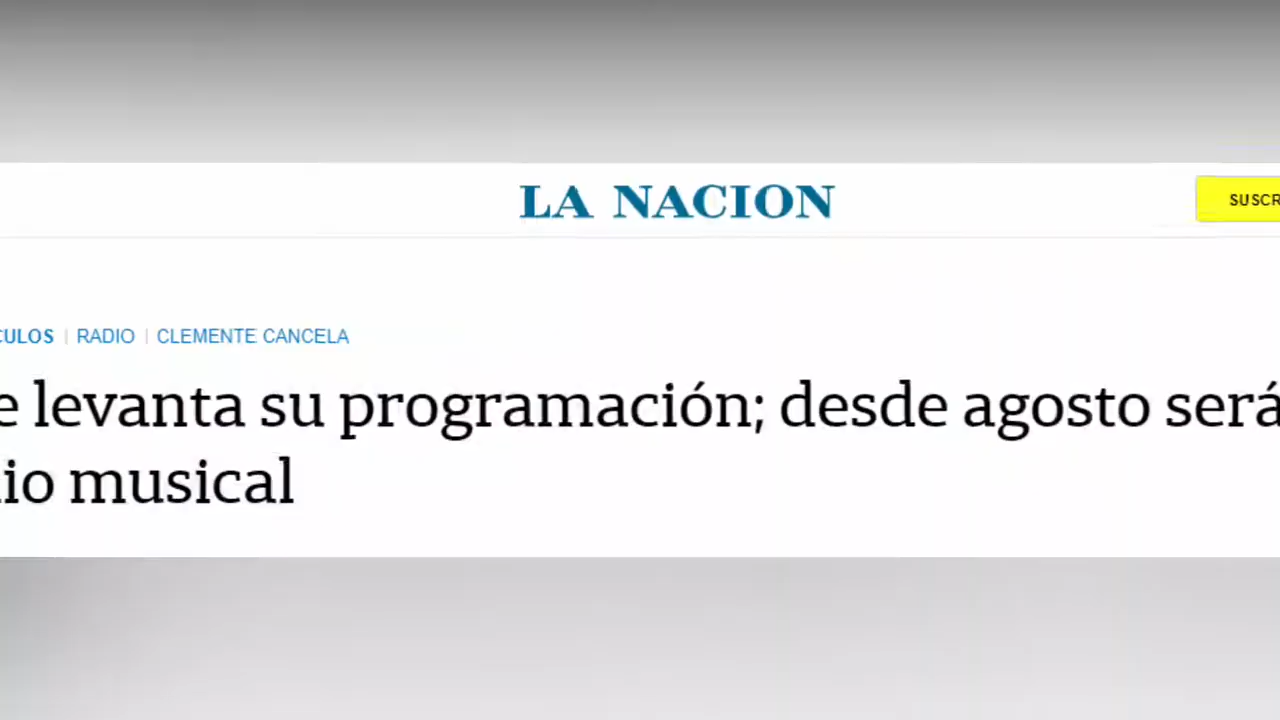 LA NACION
SUSCR
CULOS | RADIO | CLEMENTE CANCELA
e levanta su programación; desde agosto será
io musical